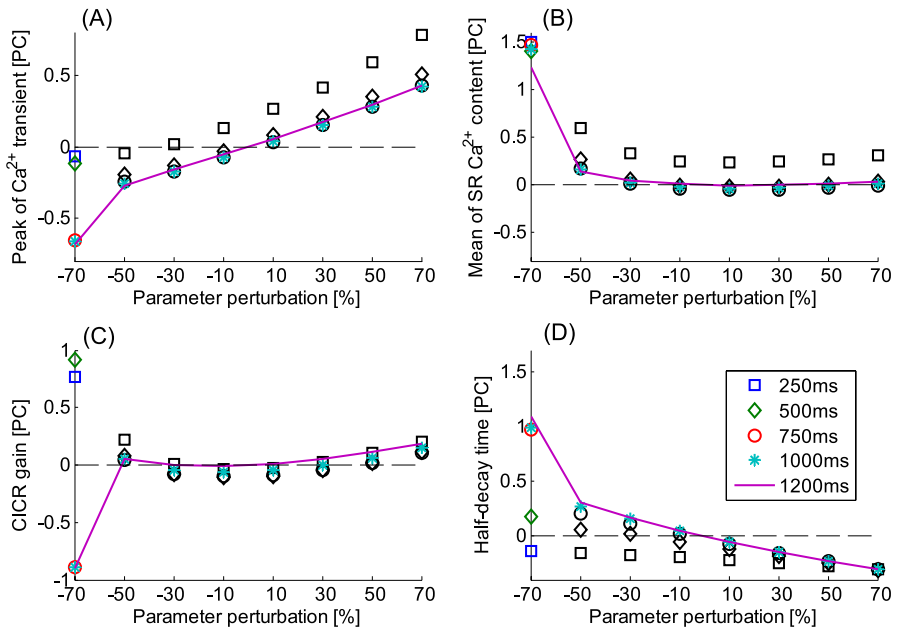 (A)
Peak of Ca2+ transient [PC]
0.5
0
-0.5
-70 -50 -30 -10 10 30 50 70
Parameter perturbation [%]
(B)
Mean of SR Ca2+ content [PC]
1.5
1
0.5
0
-0.5
-70 -50 -30 -10 10 30 50 70
Parameter perturbation [%]
(C)
CICR gain [PC]
1
0.5
0
-0.5
-1
-70 -50 -30 -10 10 30 50 70
Parameter perturbation [%]
(D)
Half-decay time [PC]
1
0.5
0
-0.5
-70 -50 -30 -10 10 30 50 70
Parameter perturbation [%]
250ms
500ms
750ms
1000ms
1200ms